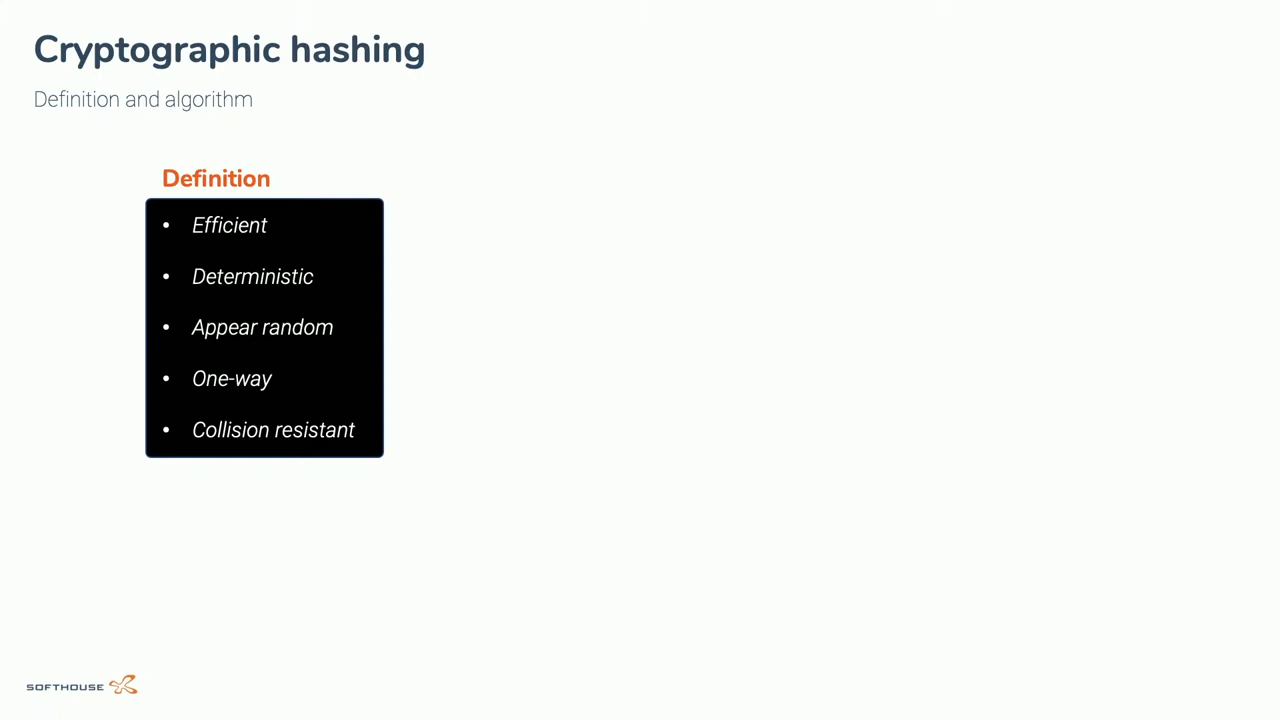 Cryptographic hashing
Definition and algorithm
Definition
• Efficient
• Deterministic
• Appear random
• One-way
• Collision resistant
SOFTHOUSE